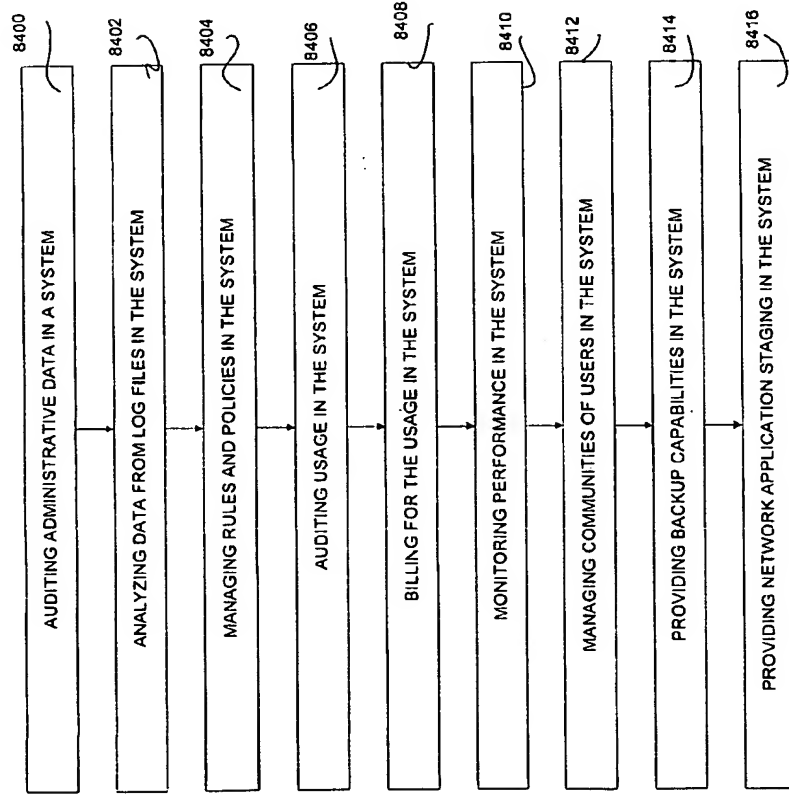 8400
AUDITING ADMINISTRATIVE DATA IN A SYSTEM
8402
ANALYZING DATA FROM LOG FILES IN THE SYSTEM
8404
MANAGING RULES AND POLICIES IN THE SYSTEM
8406
AUDITING USAGE IN THE SYSTEM
8408
BILLING FOR THE USAGE IN THE SYSTEM
8410
MONITORING PERFORMANCE IN THE SYSTEM
8412
MANAGING COMMUNITIES OF USERS IN THE SYSTEM
8414
PROVIDING BACKUP CAPABILITIES IN THE SYSTEM
8416
PROVIDING NETWORK APPLICATION STAGING IN THE SYSTEM